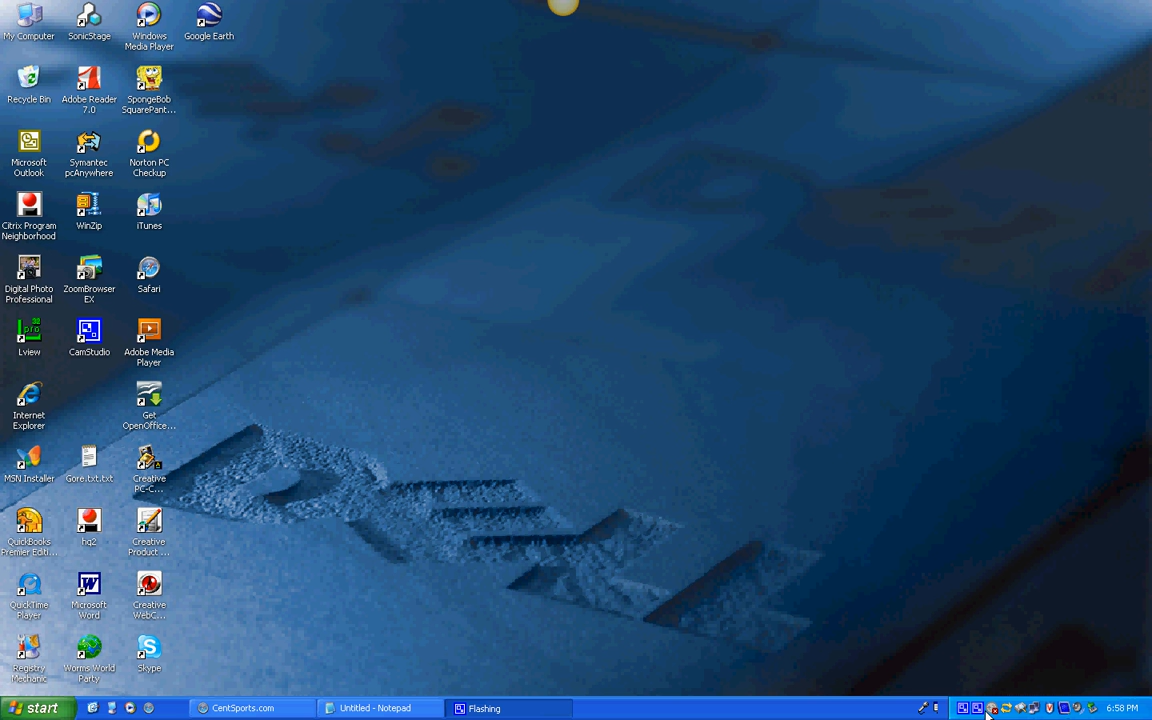 My Computer
SonicStage
Windows
Media Player
Google Earth
Recycle Bin
Adobe Reader
7.0
SpongeBob
SquarePant...
Microsoft
Outlook
Symantec
pcAnywhere
Norton PC
Checkup
Citrix Program
Neighborhood
WinZip
iTunes
Digital Photo
Professional
ZoomBrowser
EX
Safari
32
pro
Lview
CamStudio
Adobe Media
Player
Internet
Explorer
Get
OpenOffice...
MSN Installer
Gore.txt.txt
Creative
PC-C...
QuickBooks
Premier Editi...
hq2
Creative
Product ...
QuickTime
Player
Microsoft
Word
Creative
WebC...
Registry
Mechanic
Worms World
Party
Skype
start
CentSports.com
Untitled - Notepad
Flashing
6:58 PM